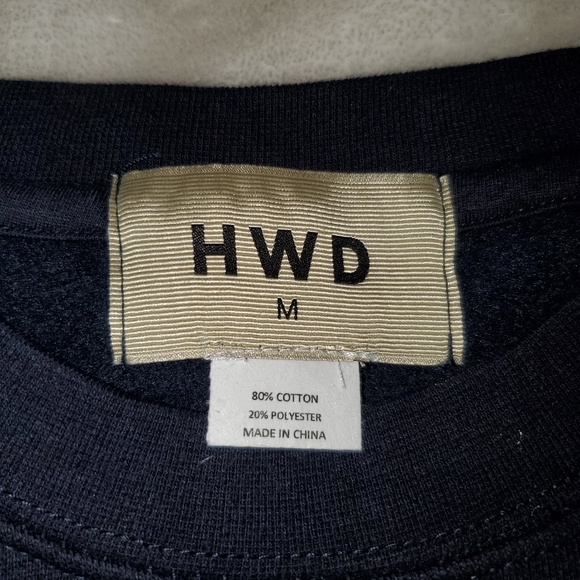 HWD
M
80% COTTON
20% POLYESTER
MADE IN CHINA